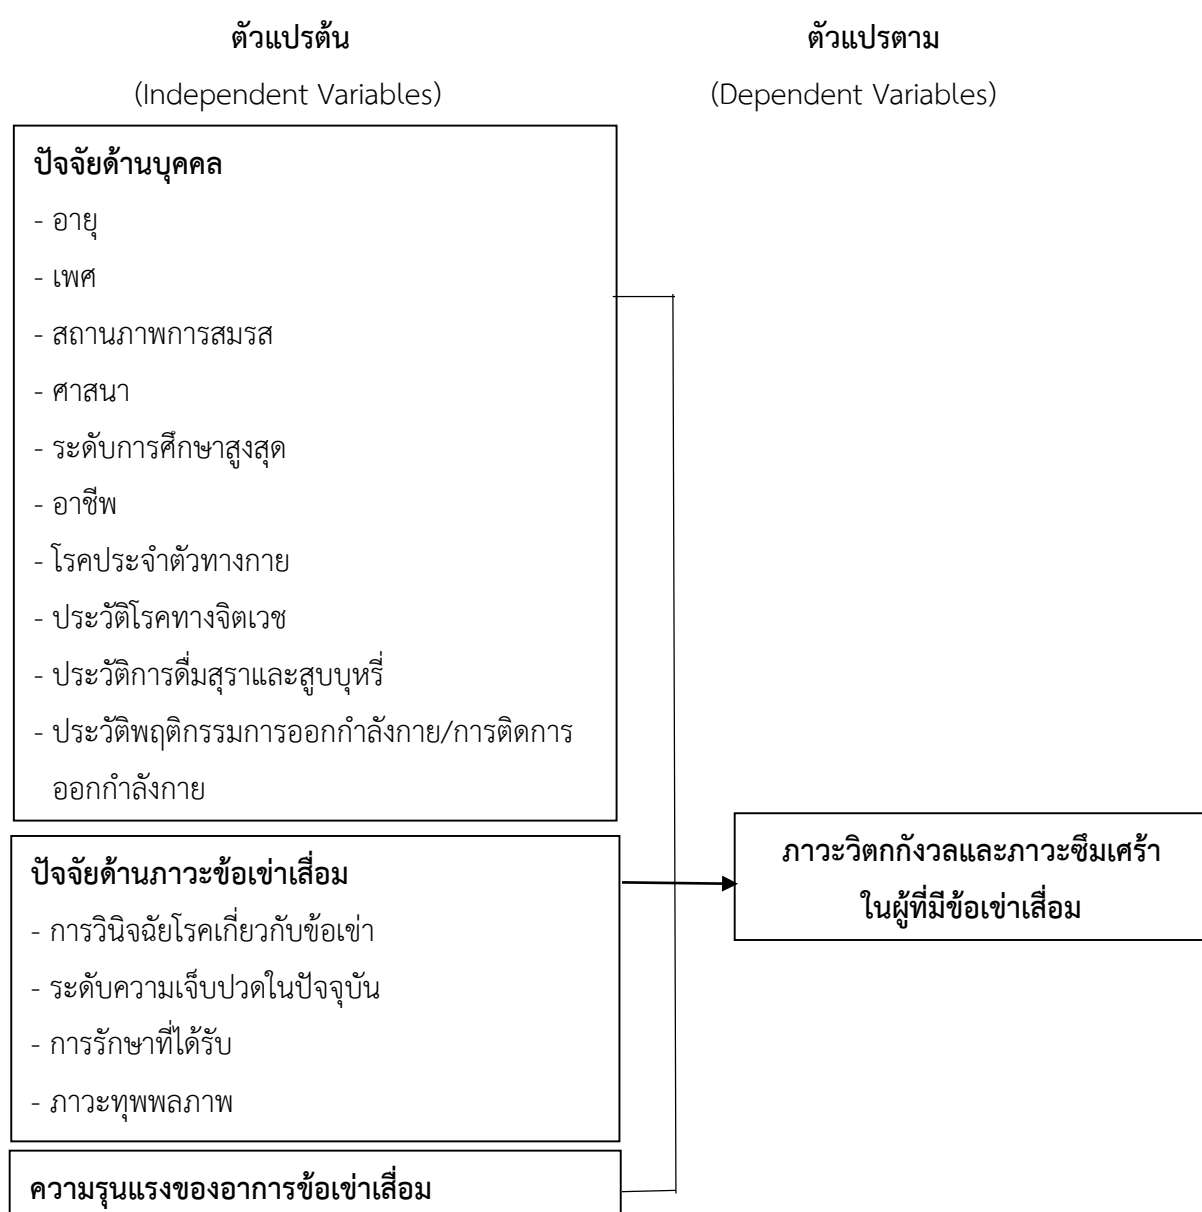 ตัวแปรต้น
(Independent Variables)
ตัวแปรตาม
(Dependent Variables)
ปัจจัยด้านบุคคล
- อายุ
- เพศ
- สถานภาพการสมรส
- ศาสนา
- ระดับการศึกษาสูงสุด
- อาชีพ
- โรคประจำตัวทางกาย
- ประวัติโรคทางจิตเวช
- ประวัติการดื่มสุราและสูบบุหรี่
- ประวัติพฤติกรรมการออกกำลังกาย/การติดการ
ออกกำลังกาย
ปัจจัยด้านภาวะข้อเข่าเสื่อม
- การวินิจฉัยโรคเกี่ยวกับข้อเข่า
- ระดับความเจ็บปวดในปัจจุบัน
- การรักษาที่ได้รับ
- ภาวะทุพพลภาพ
ความรุนแรงของอาการข้อเข่าเสื่อม
ภาวะวิตกกังวลและภาวะซึมเศร้า
ในผู้ที่มีข้อเข่าเสื่อม